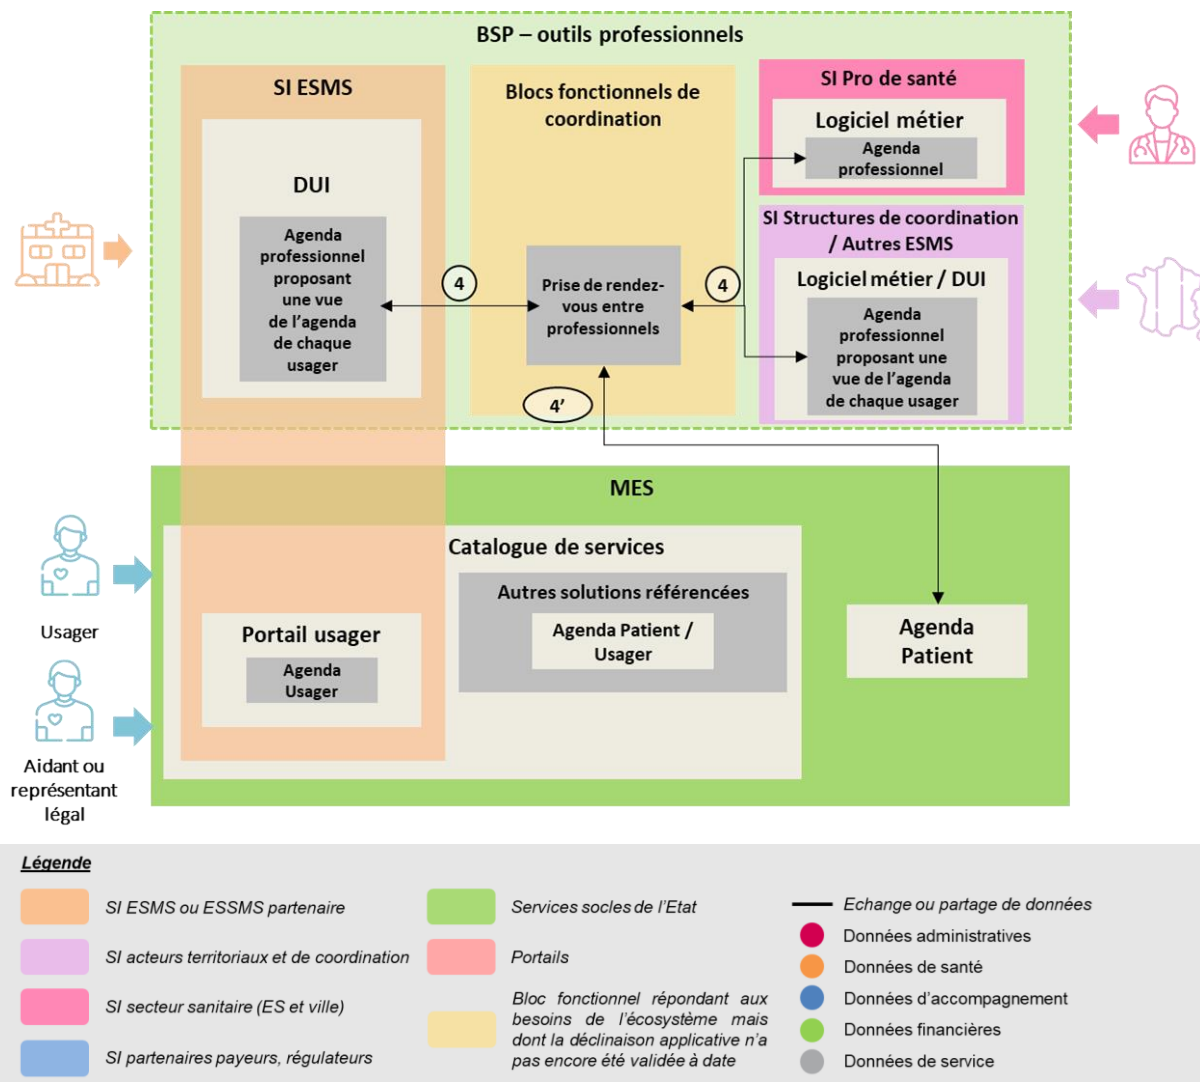 BSP – outils professionnels
SI ESMS
DUI
Agenda
professionnel
proposant
une vue
de l’agenda
de chaque
usager
4
Blocs fonctionnels de
coordination
Prise de rendez-
vous entre
professionnels
4
4’
SI Pro de santé
Logiciel métier
Agenda
professionnel
SI Structures de coordination
/ Autres ESMS
Logiciel métier / DUI
Agenda
professionnel
proposant une
vue de l’agenda
de chaque usager
MES
Catalogue de services
Autres solutions référencées
Agenda Patient /
Usager
Portail usager
Agenda
Usager
Agenda
Patient
Usager
Aidant ou
représentant
légal
Légende
SI ESMS ou ESSMS partenaire
SI acteurs territoriaux et de coordination
SI secteur sanitaire (ES et ville)
SI partenaires payeurs, régulateurs
Services socles de l’Etat
Portails
Bloc fonctionnel répondant aux
besoins de l’écosystème mais
dont la déclinaison applicative n’a
pas encore été validée à date
Echange ou partage de données
Données administratives
Données de santé
Données d’accompagnement
Données financières
Données de service